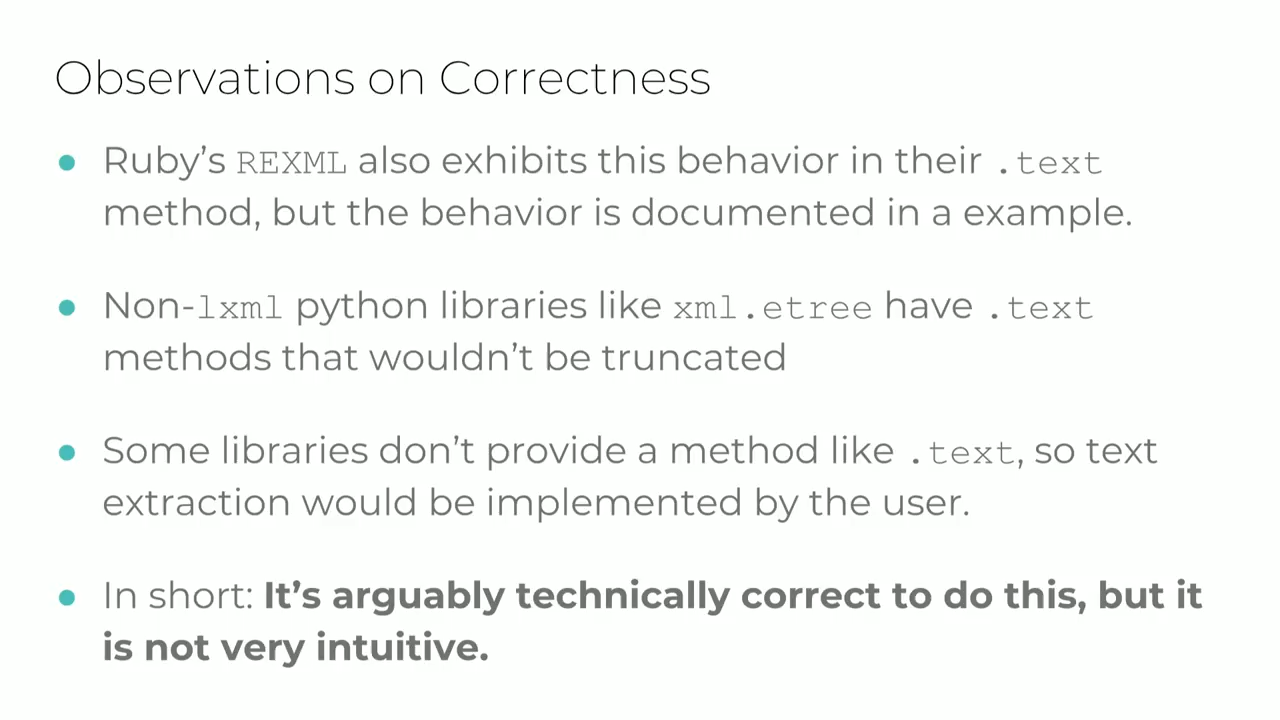 Observations on Correctness
● Ruby’s REXML also exhibits this behavior in their .text
method, but the behavior is documented in a example.
● Non-lxml python libraries like xml.etree have .text
methods that wouldn’t be truncated
● Some libraries don’t provide a method like .text, so text
extraction would be implemented by the user.
● In short: It’s arguably technically correct to do this, but it
is not very intuitive.